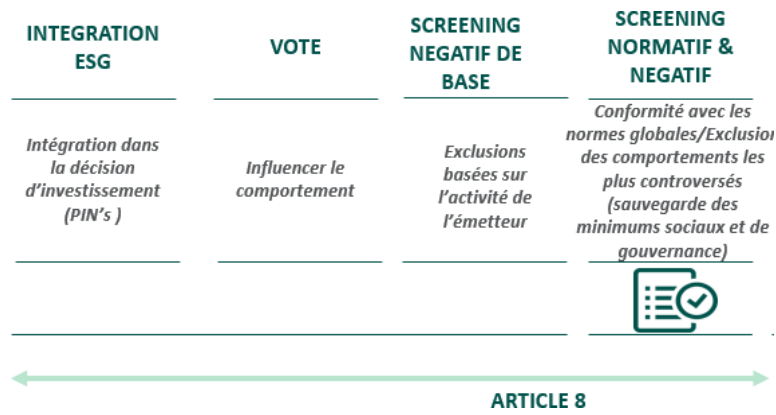 INTEGRATION
ESG
Intégration dans
la décision
d'investissement
(PIN's )
VOTE
Influencer le
comportement
SCREENING
NEGATIF DE
BASE
Exclusions
basées sur
l'activité de
l'émetteur
SCREENING
NORMATIF &
NEGATIF
Conformité avec les
normes globales/Exclusion
des comportements les
plus controversés
(sauvegarde des
minimums sociaux et de
gouvernance)
ARTICLE 8